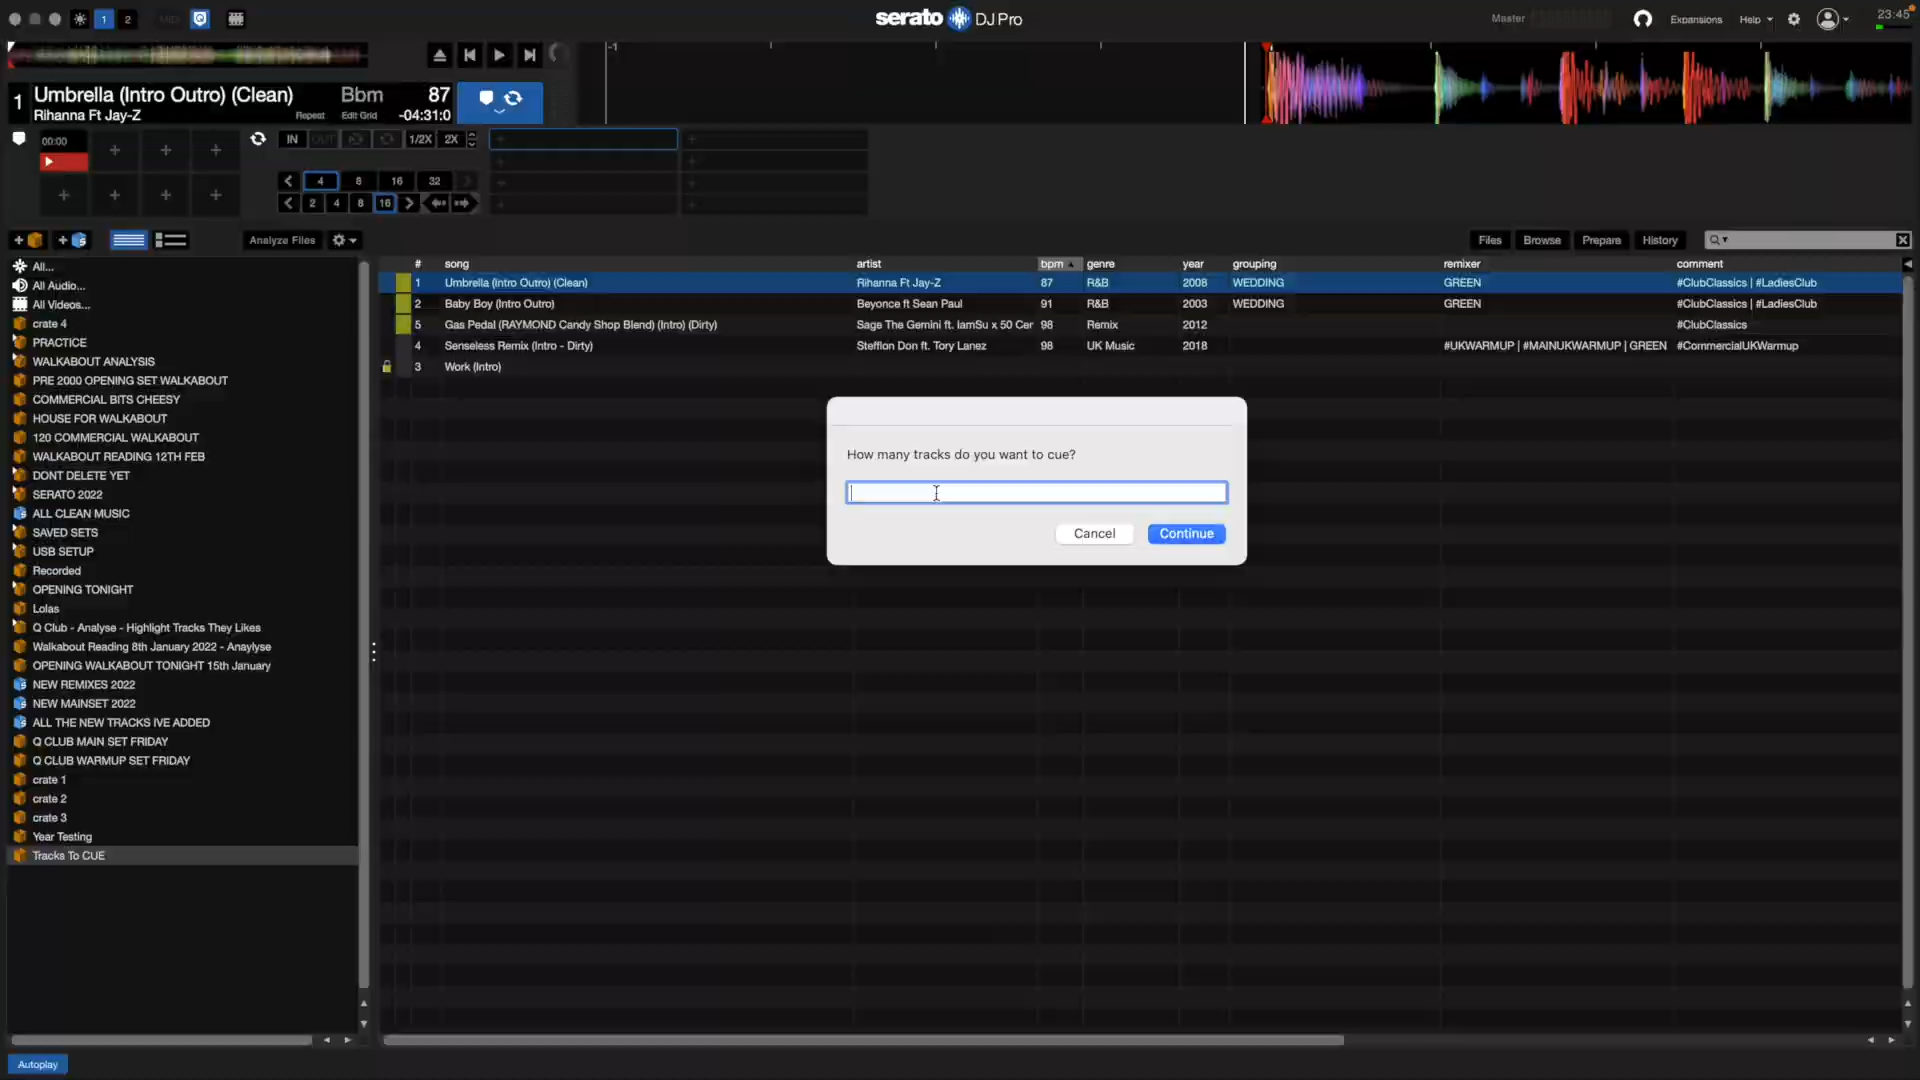 1 2 MIDI serato DJ Pro Master Expansions Help 23:45
-1
1 Umbrella (Intro Outro) (Clean) Bbm 87
Rihanna Ft Jay-Z Repeat Edit Grid -04:31:0
00:00 IN OUT 1/2X 2X
4 8 16 32
2 4 8 16
Analyze Files Files Browse Prepare History
# song artist bpm genre year grouping remixer comment
1 Umbrella (Intro Outro) (Clean) Rihanna Ft Jay-Z 87 R&B 2008 WEDDING GREEN #ClubClassics | #LadiesClub
2 Baby Boy (Intro Outro) Beyonce ft Sean Paul 91 R&B 2003 WEDDING GREEN #ClubClassics | #LadiesClub
5 Gas Pedal (RAYMOND Candy Shop Blend) (Intro) (Dirty) Sage The Gemini ft. IamSu x 50 Cer 98 Remix 2012 #ClubClassics
4 Senseless Remix (Intro - Dirty) Stefflon Don ft. Tory Lanez 98 UK Music 2018 #UKWARMUP | #MAINUKWARMUP | GREEN #CommercialUKWarmup
3 Work (Intro)
All...
All Audio...
All Videos...
crate 4
PRACTICE
WALKABOUT ANALYSIS
PRE 2000 OPENING SET WALKABOUT
COMMERCIAL BITS CHEESY
HOUSE FOR WALKABOUT
120 COMMERCIAL WALKABOUT
WALKABOUT READING 12TH FEB
DONT DELETE YET
SERATO 2022
ALL CLEAN MUSIC
SAVED SETS
USB SETUP
Recorded
OPENING TONIGHT
Lolas
Q Club - Analyse - Highlight Tracks They Likes
Walkabout Reading 8th January 2022 - Anaylyse
OPENING WALKABOUT TONIGHT 15th January
NEW REMIXES 2022
NEW MAINSET 2022
ALL THE NEW TRACKS IVE ADDED
Q CLUB MAIN SET FRIDAY
Q CLUB WARMUP SET FRIDAY
crate 1
crate 2
crate 3
Year Testing
Tracks To CUE
How many tracks do you want to cue?
Cancel Continue
Autoplay